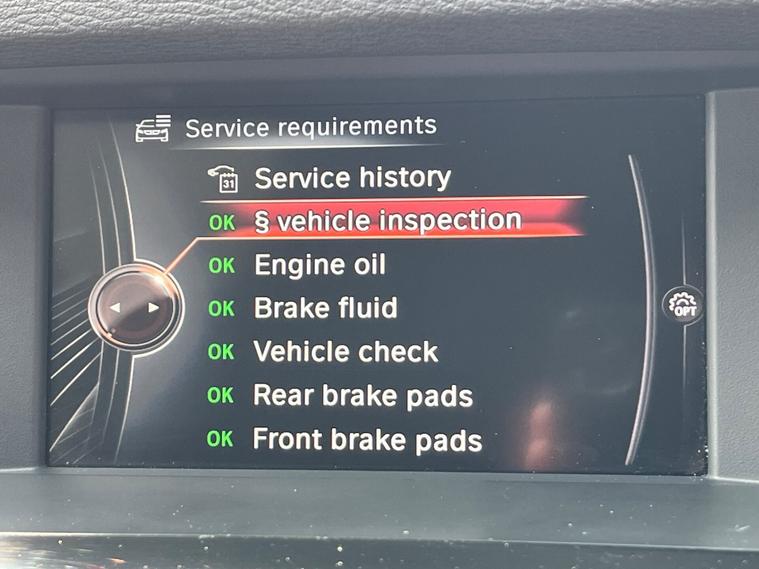 Service requirements
31 Service history
OK § vehicle inspection
OK Engine oil
OK Brake fluid
OK Vehicle check
OK Rear brake pads
OK Front brake pads
OPT